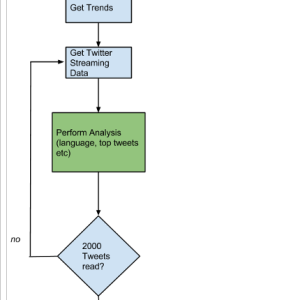 Get Trends
Get Twitter
Streaming
Data
Perform Analysis
(language, top tweets
etc)
no
2000
Tweets
read?